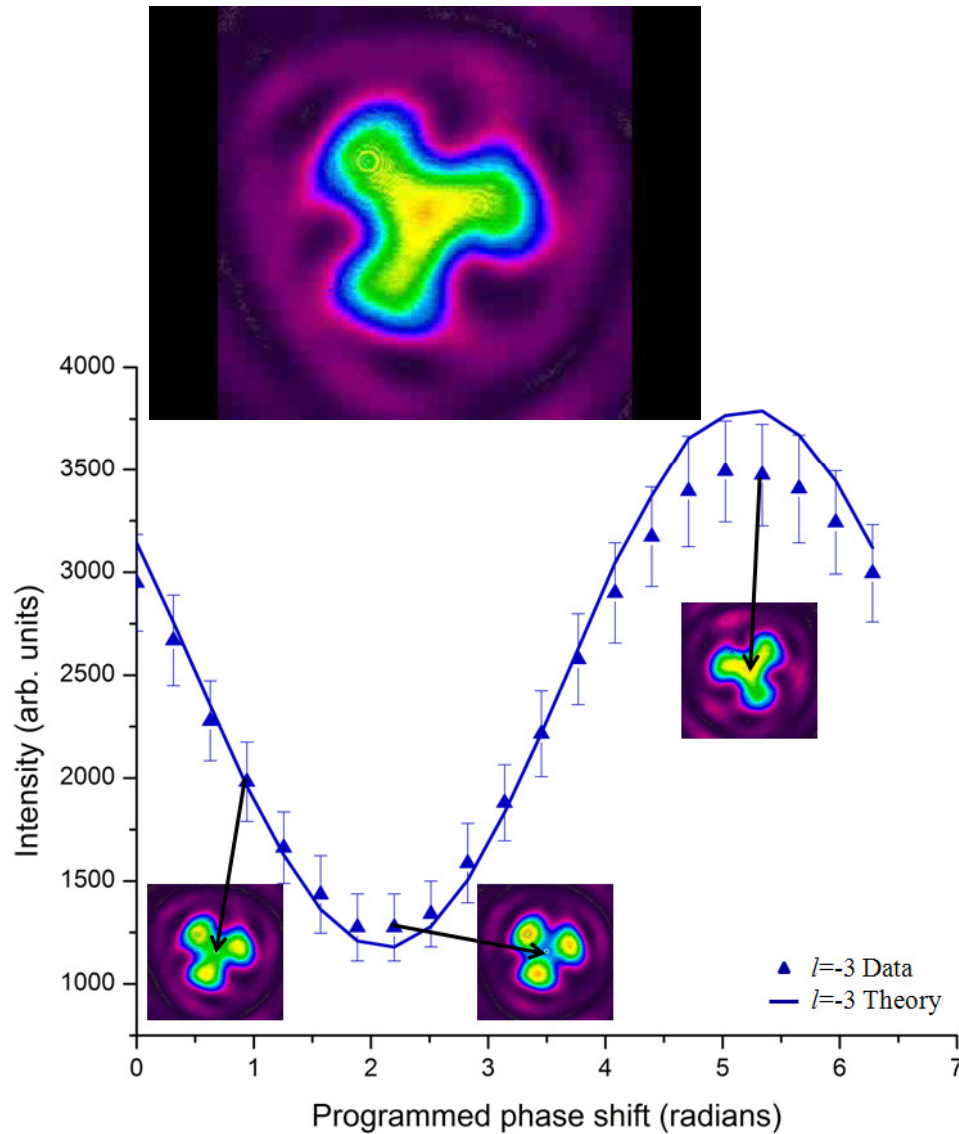 4000
3500
3000
2500
2000
1500
1000
Intensity (arb. units)
l=-3 Data
l=-3 Theory
0 1 2 3 4 5 6 7
Programmed phase shift (radians)